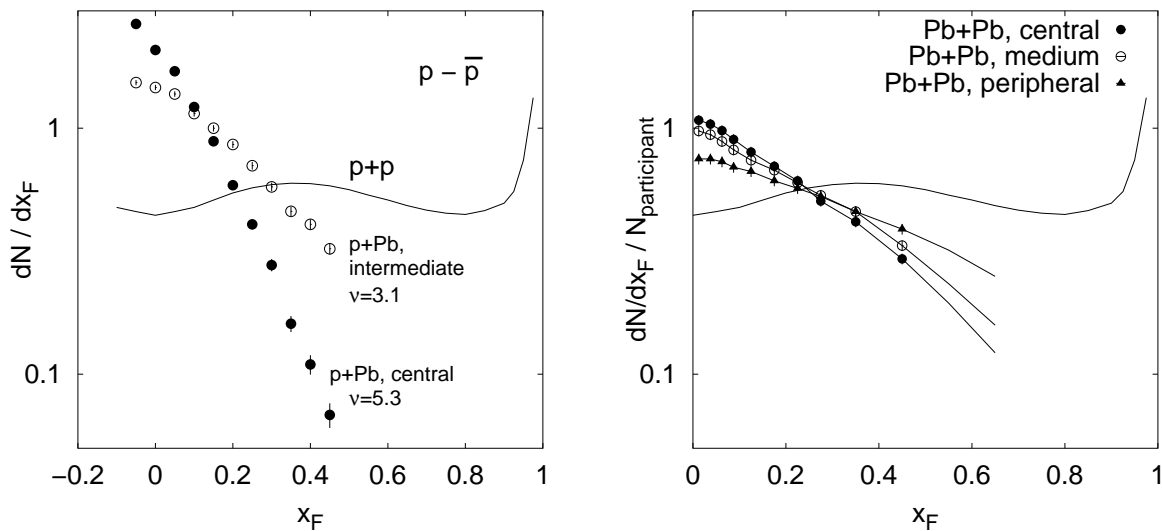 dN / dx_F
1
0.1
p – p̅
p+p
p+Pb,
intermediate
ν=3.1
p+Pb, central
ν=5.3
−0.2 0 0.2 0.4 0.6 0.8 1
x_F
dN/dx_F / N_participant
1
0.1
Pb+Pb, central
Pb+Pb, medium
Pb+Pb, peripheral
0 0.2 0.4 0.6 0.8 1
x_F